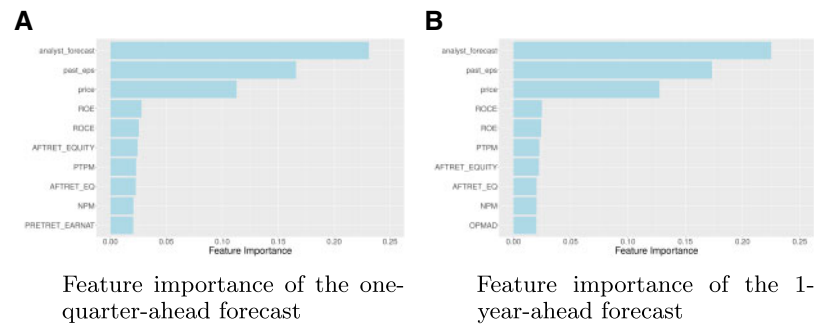 A
analyst_forecast
past_eps
price
ROE
ROCE
AFTRET_EQUITY
PTPM
AFTRET_EQ
NPM
PRETRET_EARNAT
0.00 0.05 0.10 0.15 0.20 0.25
Feature Importance
Feature importance of the one-
quarter-ahead forecast
B
analyst_forecast
past_eps
price
ROCE
ROE
PTPM
AFTRET_EQUITY
AFTRET_EQ
NPM
OPMAD
0.00 0.05 0.10 0.15 0.20 0.25
Feature Importance
Feature importance of the 1-
year-ahead forecast